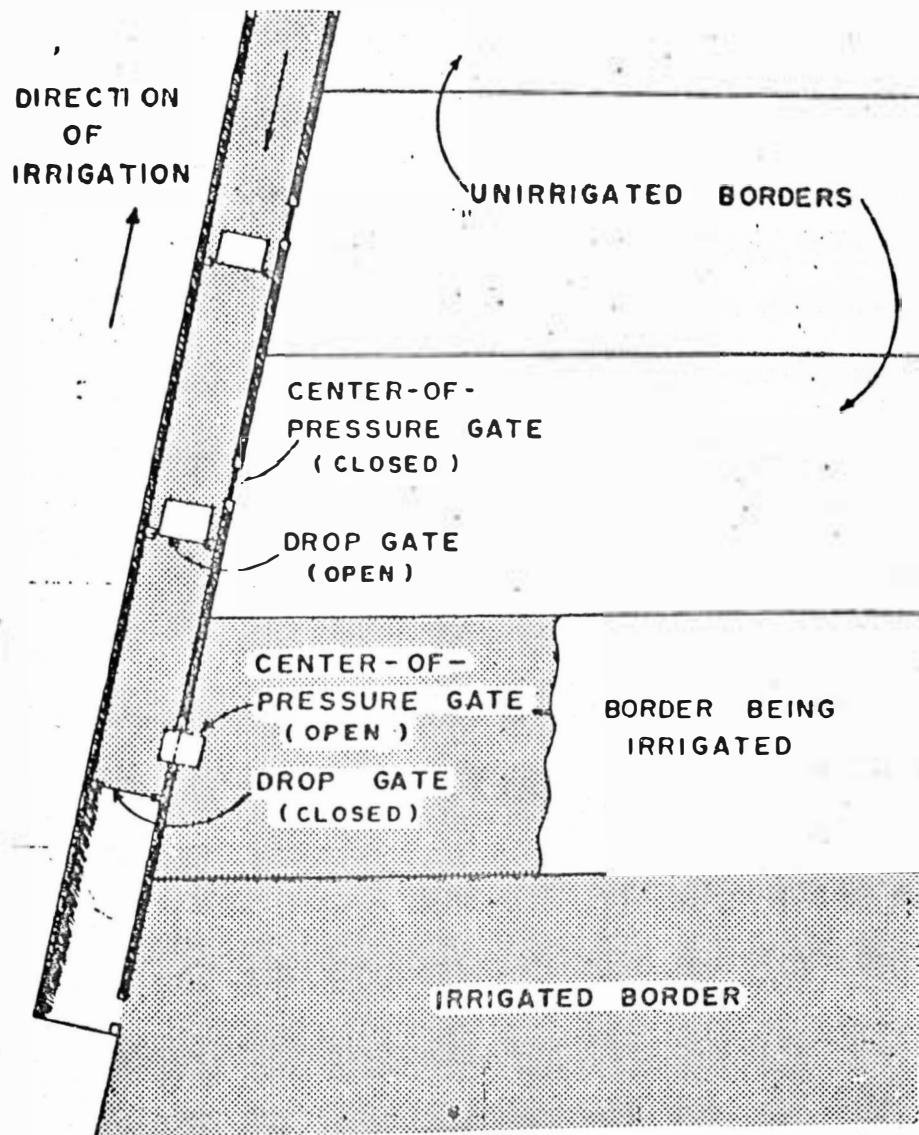 DIRECTION
OF
IRRIGATION
UNIRRIGATED BORDERS
CENTER-OF-
PRESSURE GATE
(CLOSED)
DROP GATE
(OPEN)
CENTER-OF-
PRESSURE GATE
(OPEN)
DROP GATE
(CLOSED)
BORDER BEING
IRRIGATED
IRRIGATED BORDER